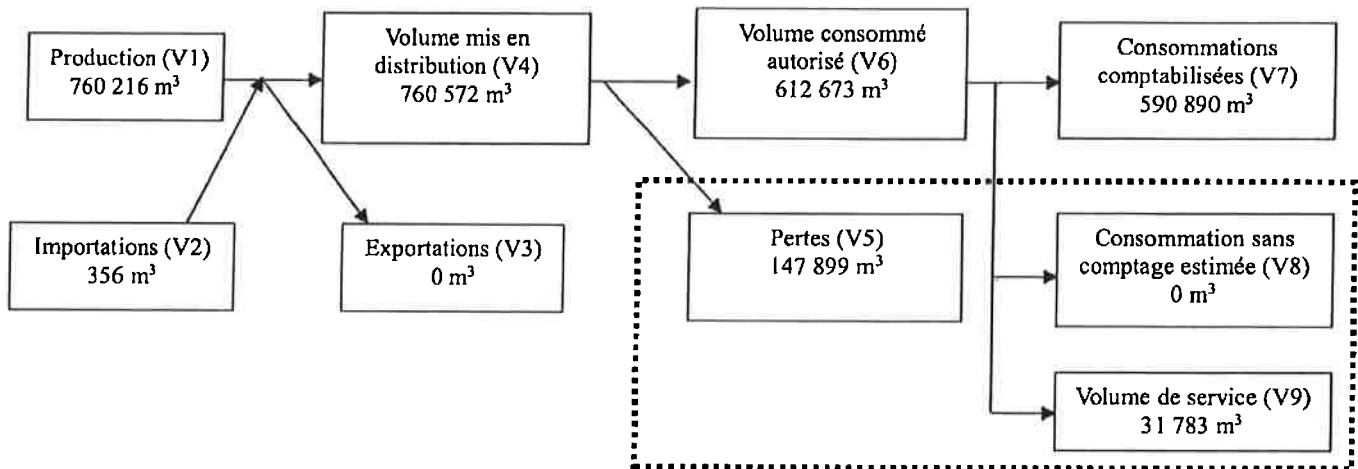 Production (V1)
760 216 m³
Volume mis en
distribution (V4)
760 572 m³
Volume consommé
autorisé (V6)
612 673 m³
Consommations
comptabilisées (V7)
590 890 m³
Importations (V2)
356 m³
Exportations (V3)
0 m³
Pertes (V5)
147 899 m³
Consommation sans
comptage estimée (V8)
0 m³
Volume de service (V9)
31 783 m³